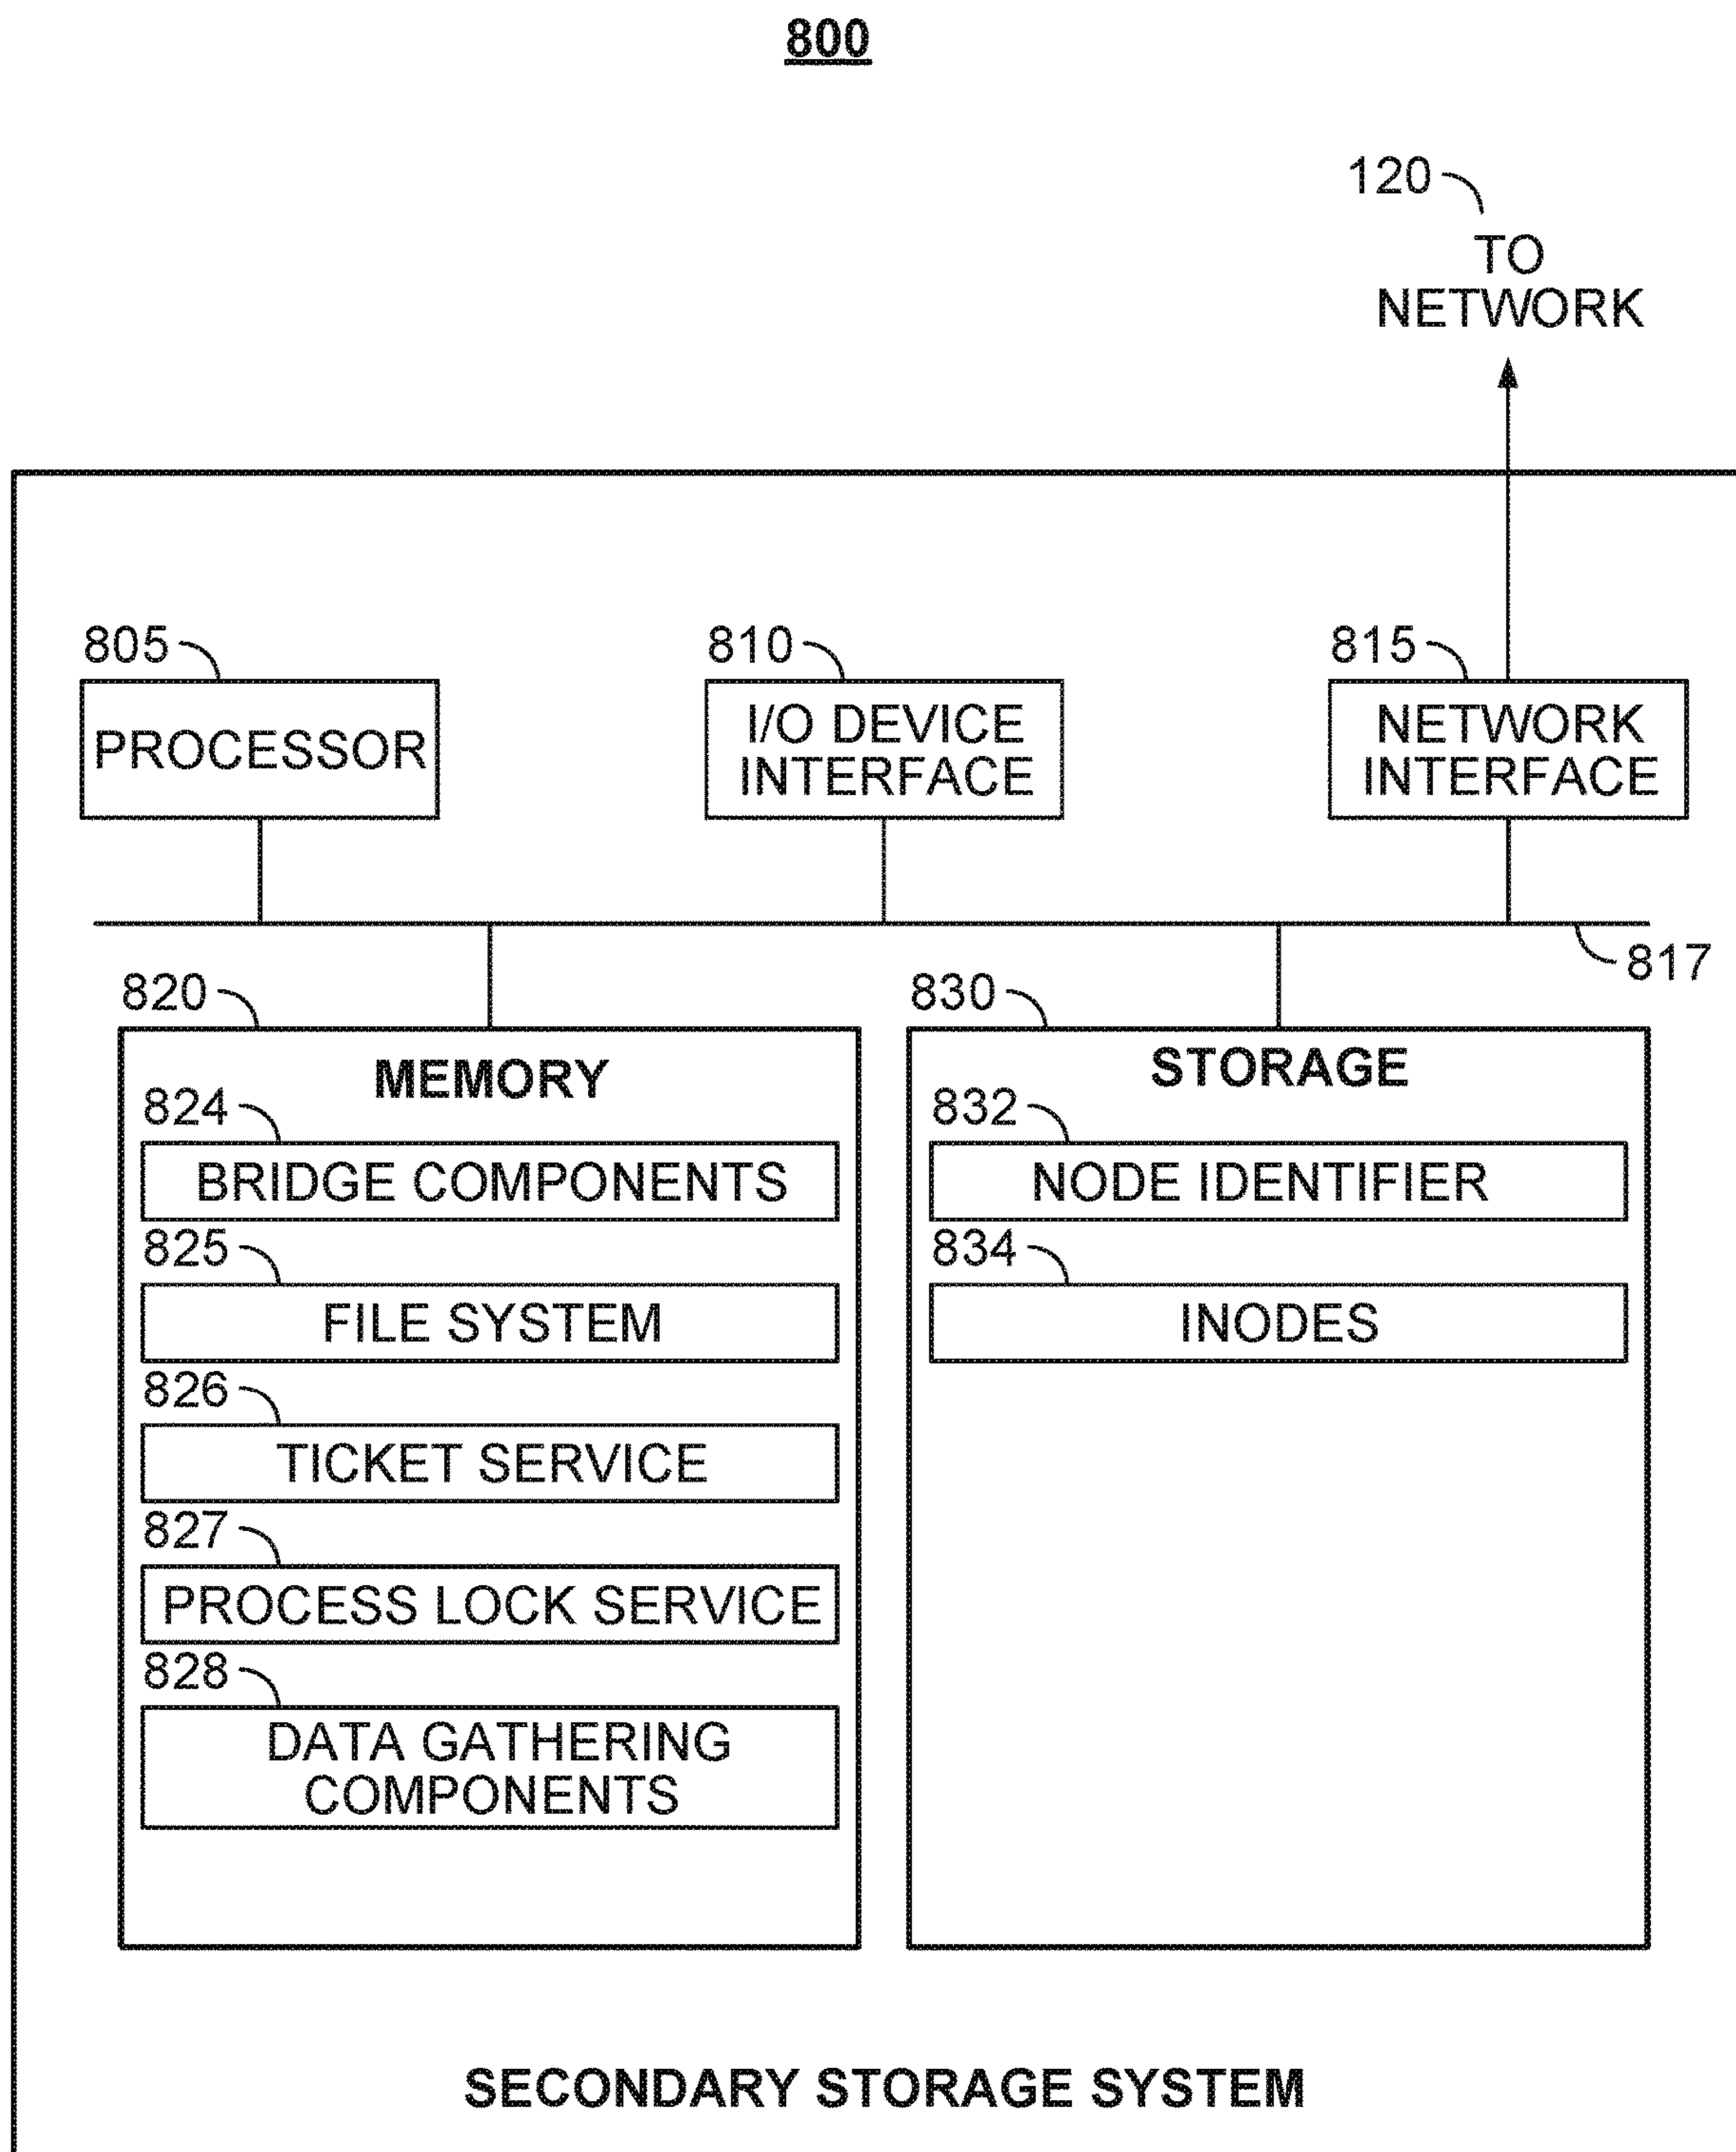 800
120
TO
NETWORK
805
810
815
PROCESSOR
I/O DEVICE
INTERFACE
NETWORK
INTERFACE
817
820
830
MEMORY
STORAGE
824
BRIDGE COMPONENTS
825
FILE SYSTEM
826
TICKET SERVICE
827
PROCESS LOCK SERVICE
828
DATA GATHERING
COMPONENTS
832
NODE IDENTIFIER
834
INODES
SECONDARY STORAGE SYSTEM